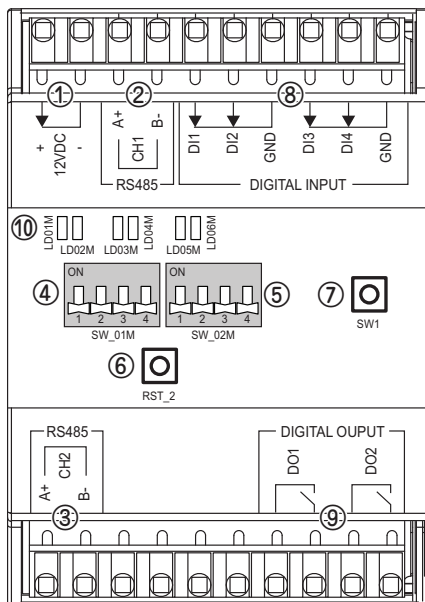 ① ② ⑧
+ 12VDC -
A+ CH1 B-
RS485
DI1 DI2 GND DI3 DI4 GND
DIGITAL INPUT
⑩
LD01M LD02M LD03M LD04M LD05M LD06M
④ ON 1 2 3 4
SW_01M
ON 1 2 3 4 ⑤
SW_02M
⑦
SW1
⑥
RST_2
RS485
CH2
A+ B-
③
DIGITAL OUPUT
DO1 DO2
⑨